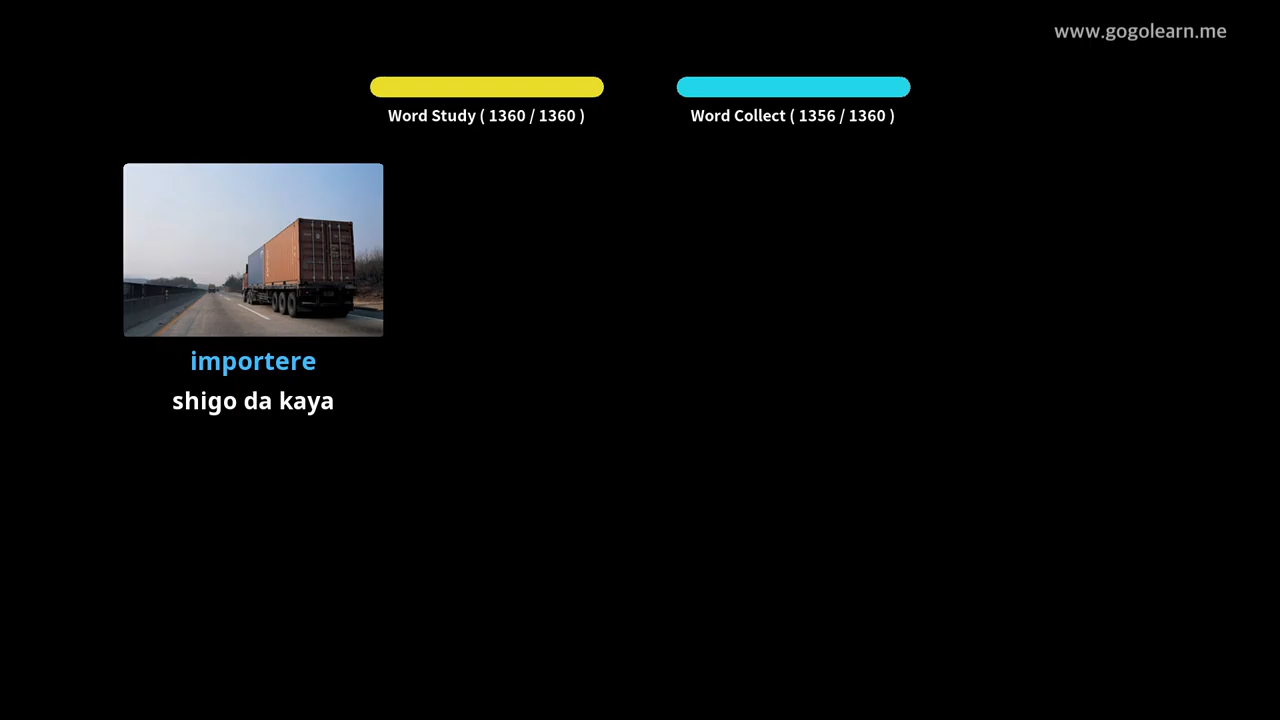 www.gogolearn.me
Word Study ( 1360 / 1360 )
Word Collect ( 1356 / 1360 )
importere
shigo da kaya